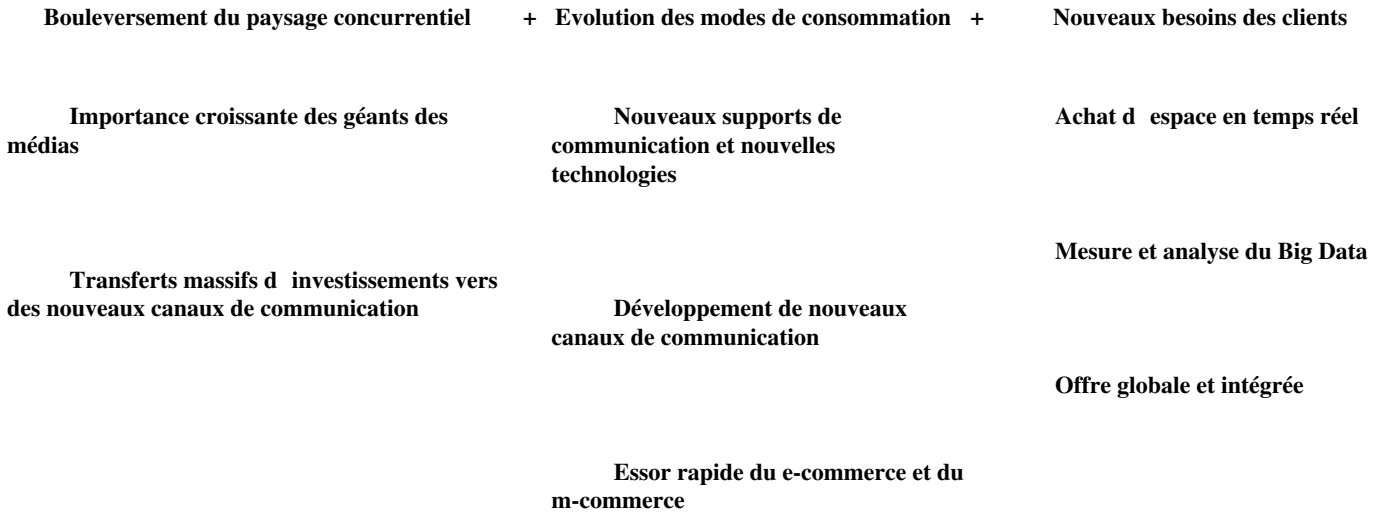 Bouleversement du paysage concurrentiel + Evolution des modes de consommation + Nouveaux besoins des clients
Importance croissante des géants des
médias
Transferts massifs d investissements vers
des nouveaux canaux de communication
Nouveaux supports de
communication et nouvelles
technologies
Développement de nouveaux
canaux de communication
Essor rapide du e-commerce et du
m-commerce
Achat d espace en temps réel
Mesure et analyse du Big Data
Offre globale et intégrée